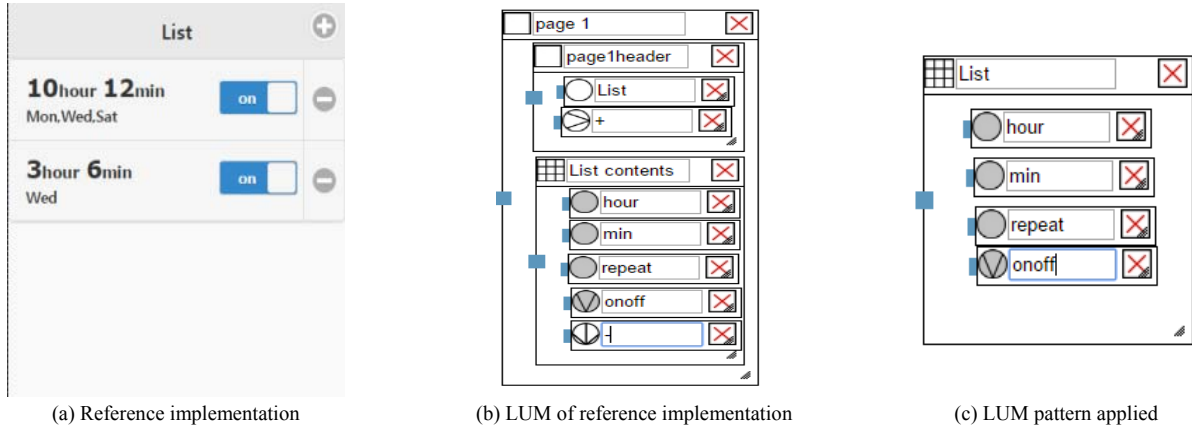 List
10hour 12min
on
Mon,Wed,Sat
3hour 6min
on
Wed
(a) Reference implementation
page 1
page1header
List
+
List contents
hour
min
repeat
onoff
-
(b) LUM of reference implementation
List
hour
min
repeat
onoff
(c) LUM pattern applied